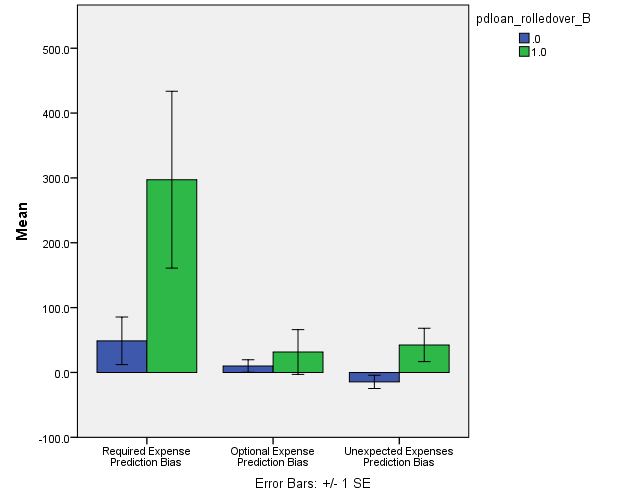 pdloan_rolledover_B
.0
1.0
500.0
400.0
300.0
200.0
100.0
0.0
-100.0
Mean
Required Expense
Prediction Bias
Optional Expense
Prediction Bias
Unexpected Expenses
Prediction Bias
Error Bars: +/- 1 SE